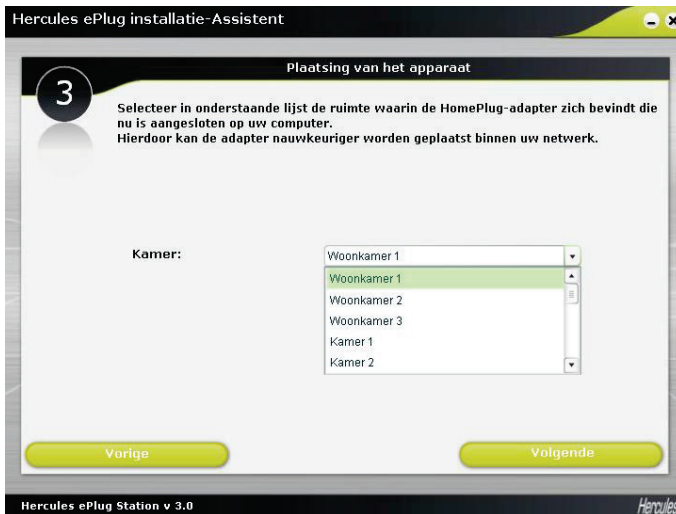 Hercules ePlug installatie-Assistent
Plaatsing van het apparaat
3
Selecteer in onderstaande lijst de ruimte waarin de HomePlug-adapter zich bevindt die
nu is aangesloten op uw computer.
Hierdoor kan de adapter nauwkeuriger worden geplaatst binnen uw netwerk.
Kamer:
Woonkamer 1
Woonkamer 1
Woonkamer 2
Woonkamer 3
Kamer 1
Kamer 2
Vorige
Volgende
Hercules ePlug Station v 3.0
Hercules